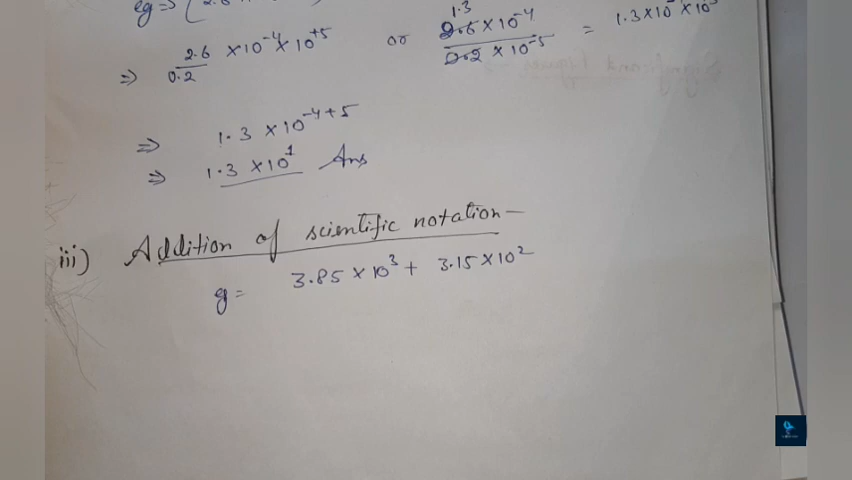 eg ⇒ [ 2.6
⇒ 2.6/0.2 × 10⁻⁴ × 10⁺⁵ or 1.3 2.6 × 10⁻⁴ / 0.2 × 10⁻⁵ = 1.3 × 10
⇒ 1.3 × 10⁻⁴⁺⁵
⇒ 1.3 × 10¹ Ans
iii) Addition of scientific notation —
g = 3.85 × 10³ + 3.15 × 10²